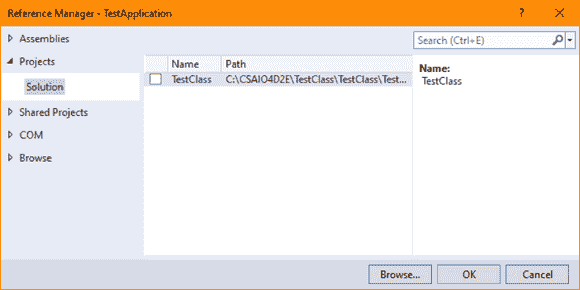 Reference Manager - TestApplication ? ×
Assemblies
Search (Ctrl+E)
Projects
Name Path
Name:
TestClass C:\CSAIO4D2E\TestClass\TestClass\Test...
TestClass
Solution
Shared Projects
COM
Browse
Browse... OK Cancel